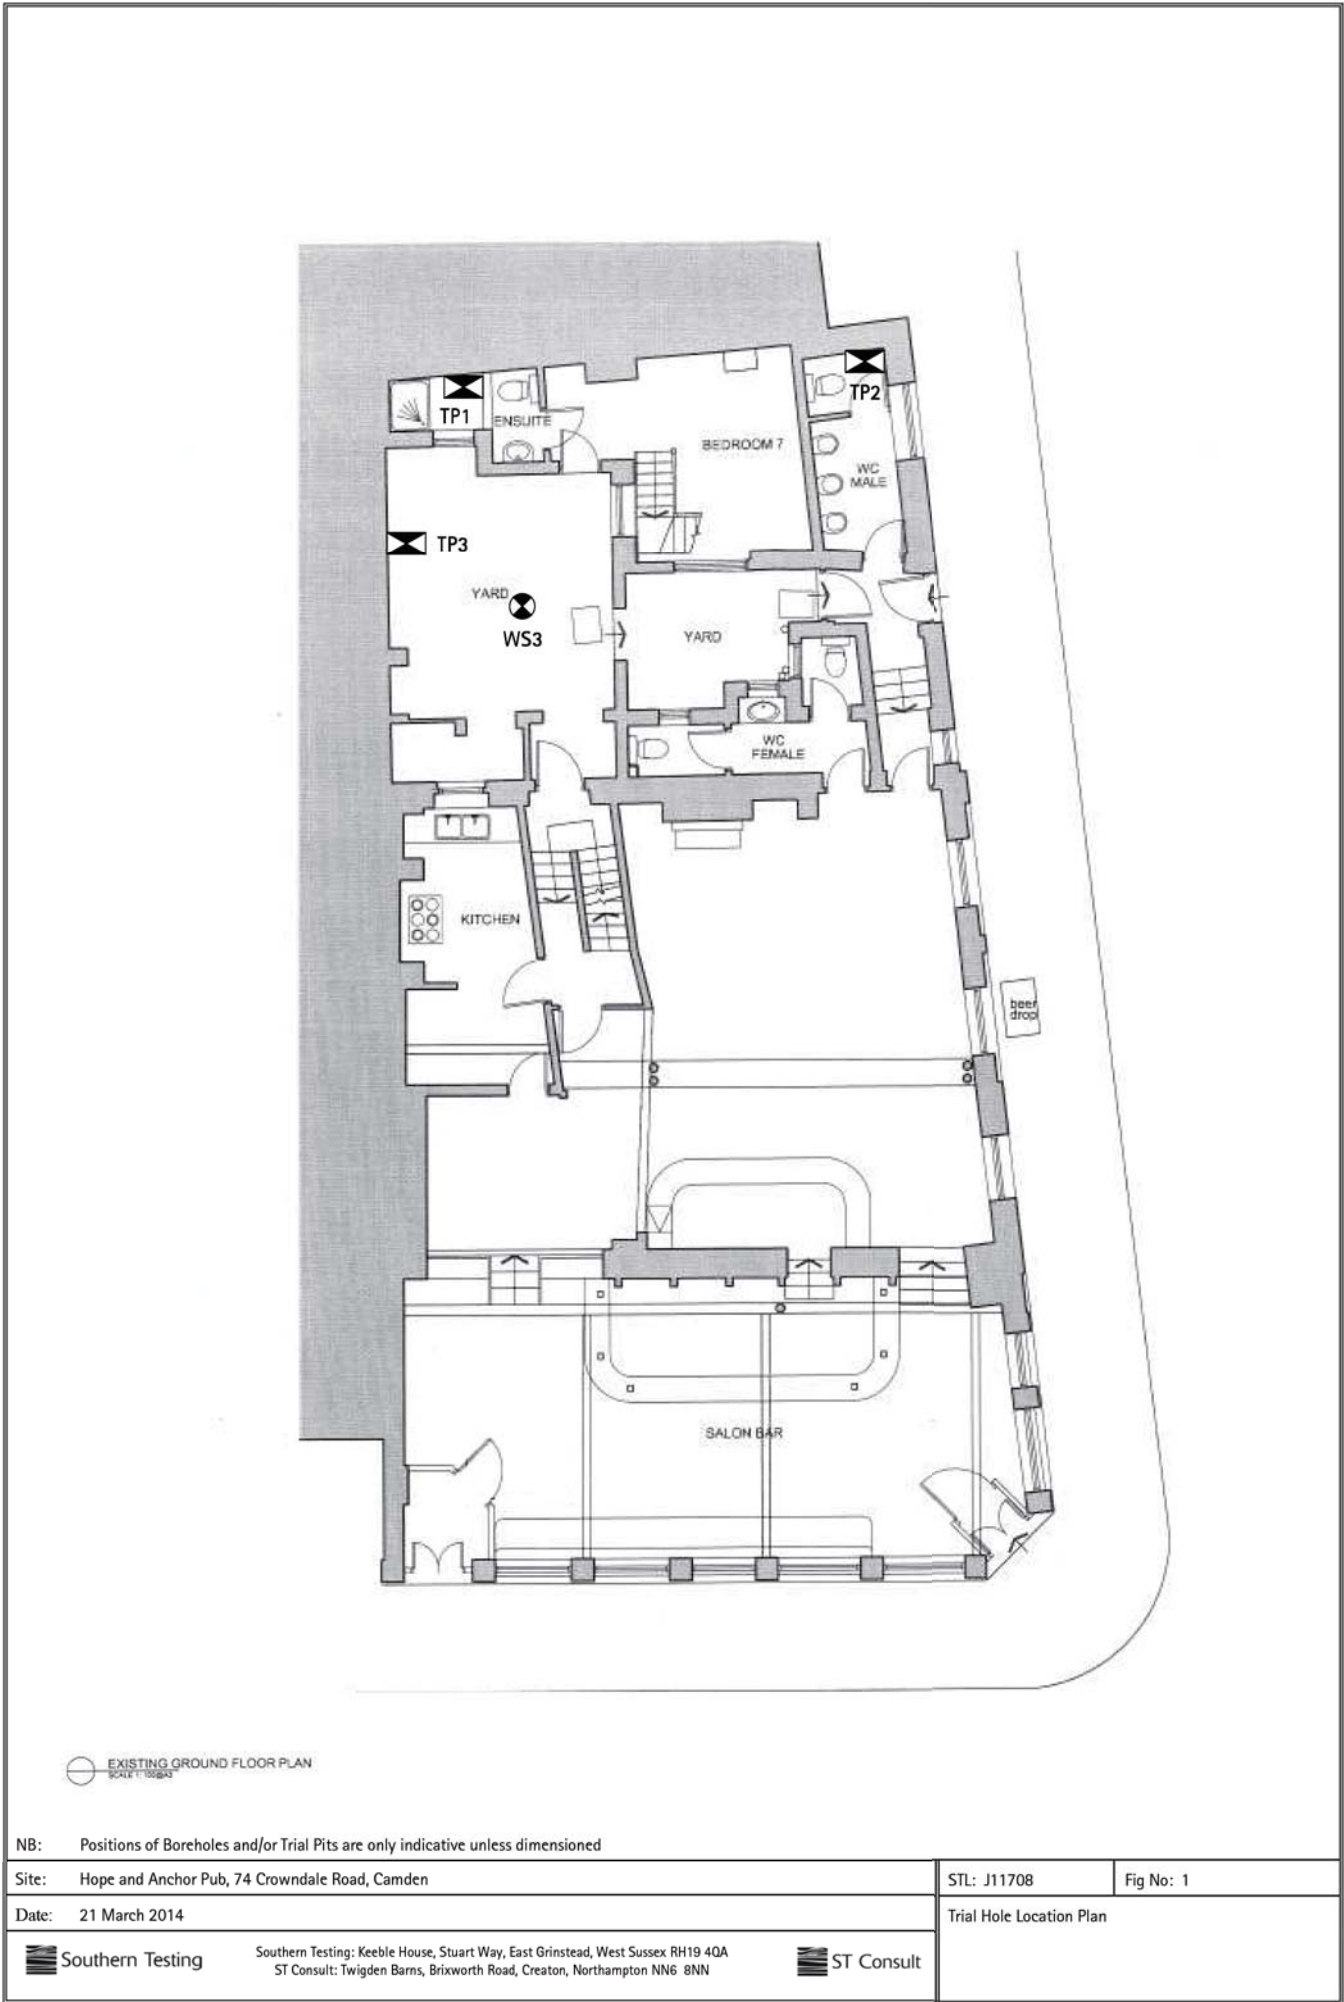 TP2
TP1
ENSUITE
BEDROOM 7
WC
MALE
TP3
YARD
WS3
YARD
WC
FEMALE
KITCHEN
beer
drop
SALON BAR
EXISTING GROUND FLOOR PLAN
SCALE 1:100@A3
NB: Positions of Boreholes and/or Trial Pits are only indicative unless dimensioned
Site: Hope and Anchor Pub, 74 Crowndale Road, Camden
STL: J11708
Fig No: 1
Date: 21 March 2014
Trial Hole Location Plan
Southern Testing
Southern Testing: Keeble House, Stuart Way, East Grinstead, West Sussex RH19 4QA
ST Consult: Twigden Barns, Brixworth Road, Creaton, Northampton NN6 8NN
ST Consult